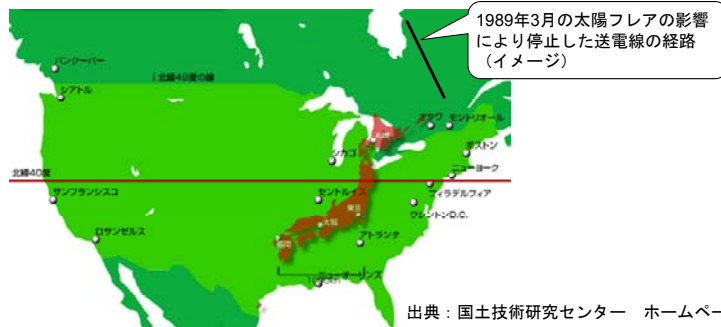 1989年3月の太陽フレアの影響
により停止した送電線の経路
（イメージ）
バンクーバー
↓北緯49度の線
シアトル
オタワ
モントリオール
ボストン
シカゴ
ニューヨーク
北緯40度
サンフランシスコ
セントルイス
フィラデルフィア
東京
ワシントンD.C.
大阪
ロサンゼルス
福岡
アトランタ
ニューオーリンズ
出典：国土技術研究センター　ホームペー